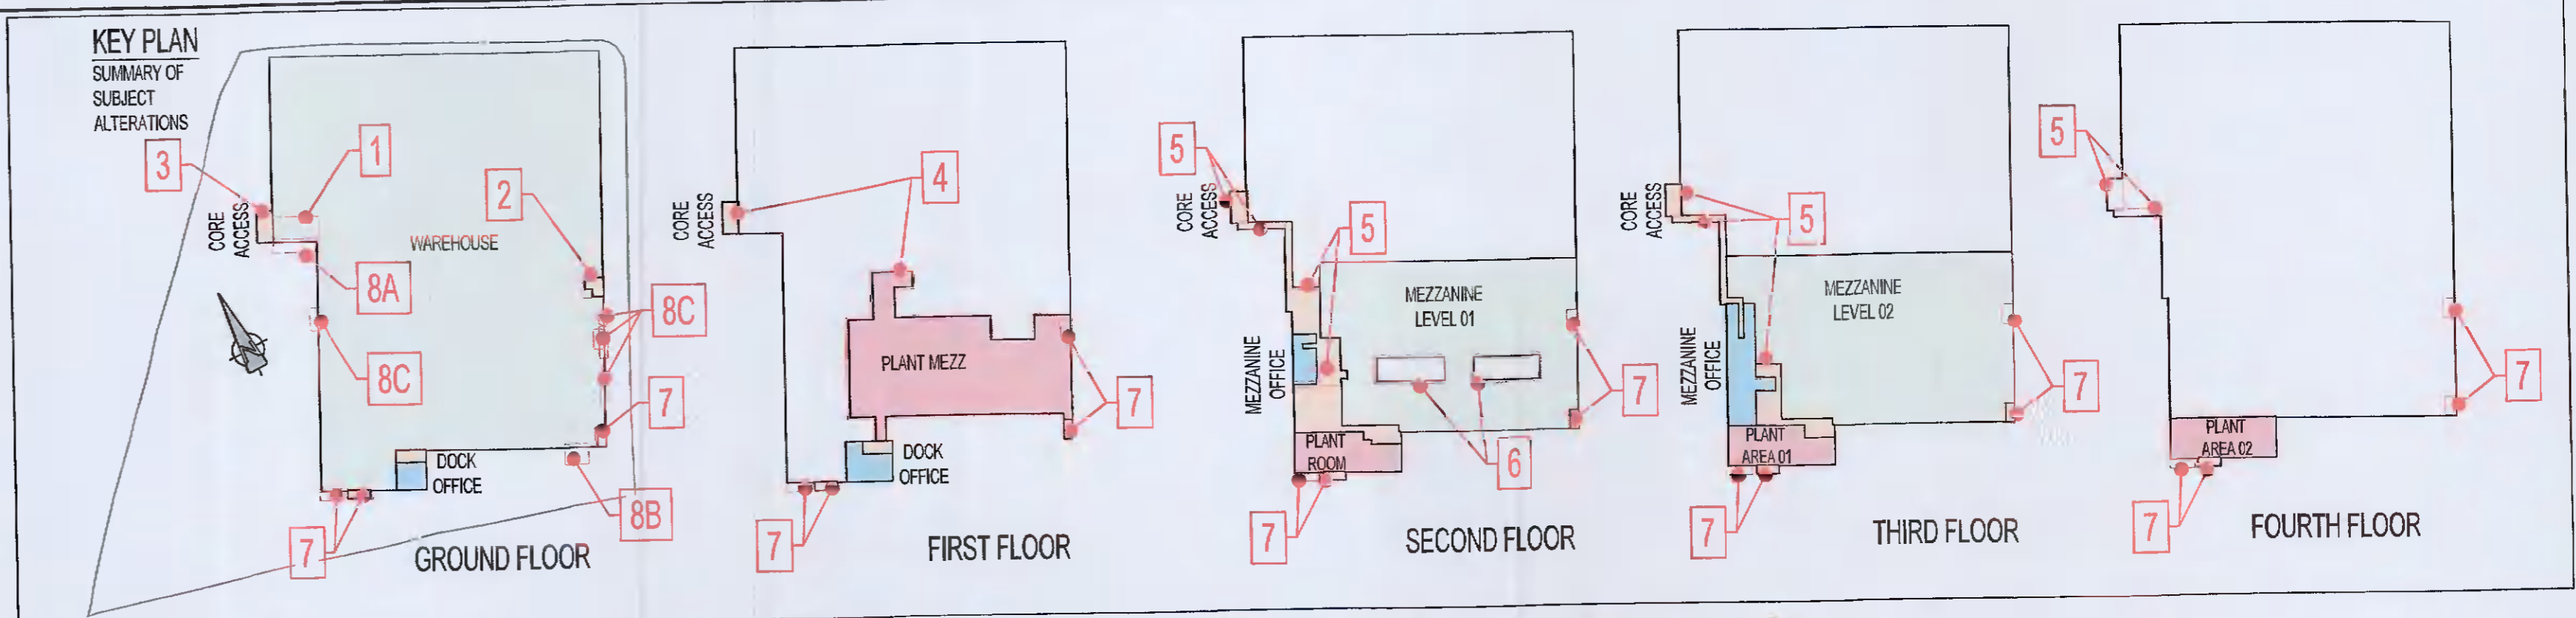 KEY PLAN
SUMMARY OF
SUBJECT
ALTERATIONS
3
1
2
CORE
ACCESS
WAREHOUSE
8A
8C
8C
7
DOCK
OFFICE
8B
7
GROUND FLOOR
4
CORE
ACCESS
PLANT MEZZ
7
DOCK
OFFICE
7
FIRST FLOOR
5
CORE
ACCESS
5
MEZZANINE
LEVEL 01
MEZZANINE
OFFICE
7
PLANT
ROOM
6
7
SECOND FLOOR
CORE
ACCESS
5
MEZZANINE
LEVEL 02
MEZZANINE
OFFICE
7
PLANT
AREA 01
7
THIRD FLOOR
5
7
PLANT
AREA 02
7
FOURTH FLOOR